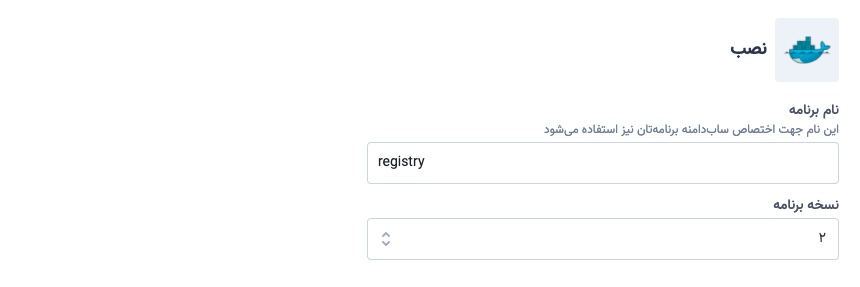 نصب
نام برنامه
این نام جهت اختصاص ساب‌دامنه برنامه‌تان نیز استفاده می‌شود
registry
نسخه برنامه
۲